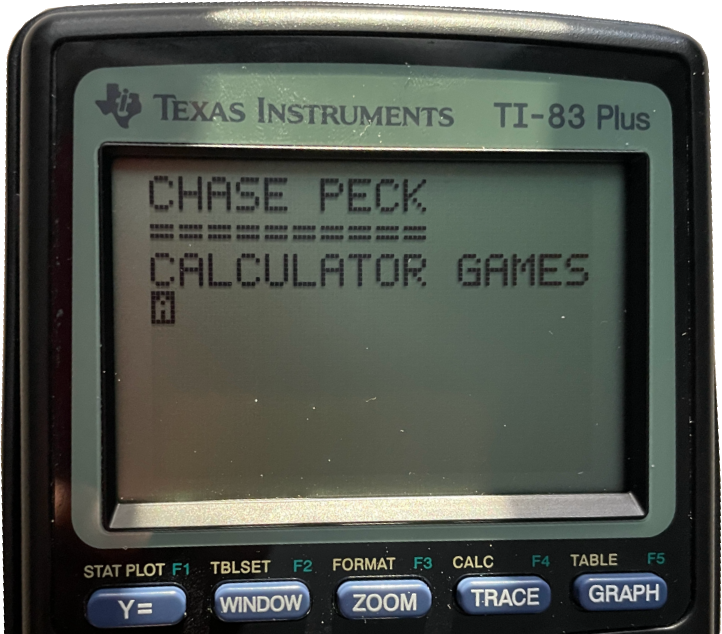 TEXAS INSTRUMENTS TI-83 Plus
CHASE PECK
==========
CALCULATOR GAMES
A
STAT PLOT F1 TBLSET F2 FORMAT F3 CALC F4 TABLE F5
Y= WINDOW ZOOM TRACE GRAPH